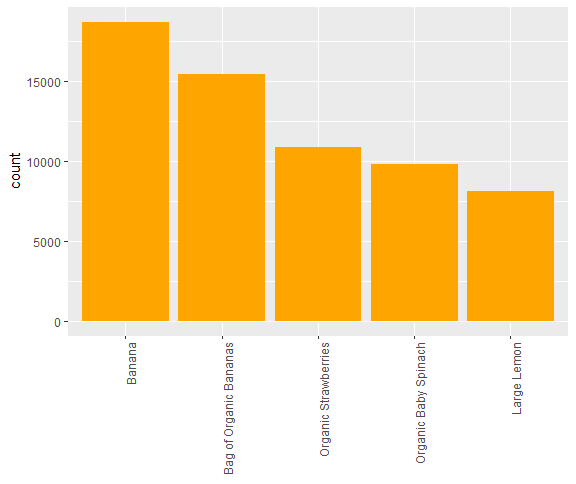 count
15000
10000
5000
0
Banana
Bag of Organic Bananas
Organic Strawberries
Organic Baby Spinach
Large Lemon